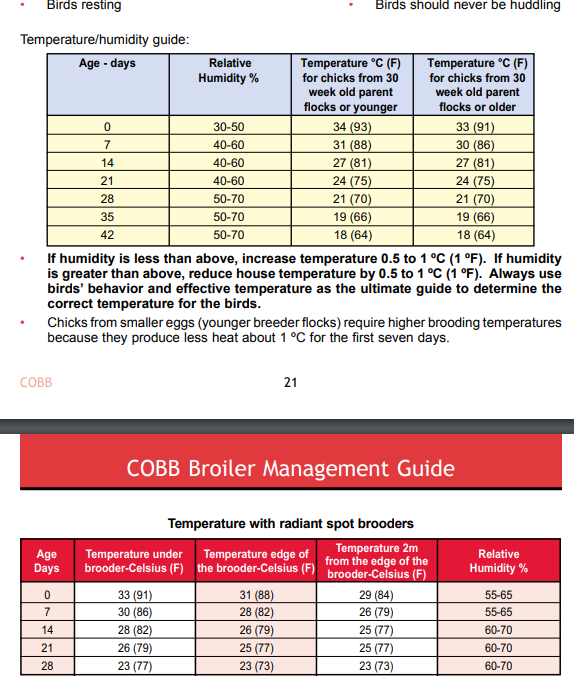 • Birds resting • Birds should never be huddling
Temperature/humidity guide:
Age - days Relative Humidity % Temperature °C (F) for chicks from 30 week old parent flocks or younger Temperature °C (F) for chicks from 30 week old parent flocks or older
0 30-50 34 (93) 33 (91)
7 40-60 31 (88) 30 (86)
14 40-60 27 (81) 27 (81)
21 40-60 24 (75) 24 (75)
28 50-70 21 (70) 21 (70)
35 50-70 19 (66) 19 (66)
42 50-70 18 (64) 18 (64)
• If humidity is less than above, increase temperature 0.5 to 1 ºC (1 ºF). If humidity
is greater than above, reduce house temperature by 0.5 to 1 ºC (1 ºF). Always use
birds' behavior and effective temperature as the ultimate guide to determine the
correct temperature for the birds.
• Chicks from smaller eggs (younger breeder flocks) require higher brooding temperatures
because they produce less heat about 1 ºC for the first seven days.
COBB 21
COBB Broiler Management Guide
Temperature with radiant spot brooders
Age Days Temperature under brooder-Celsius (F) Temperature edge of the brooder-Celsius (F) Temperature 2m from the edge of the brooder-Celsius (F) Relative Humidity %
0 33 (91) 31 (88) 29 (84) 55-65
7 30 (86) 28 (82) 26 (79) 55-65
14 28 (82) 26 (79) 25 (77) 60-70
21 26 (79) 25 (77) 25 (77) 60-70
28 23 (77) 23 (73) 23 (73) 60-70